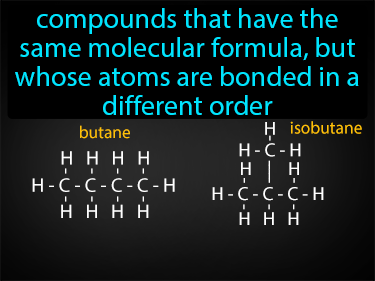 compounds that have the
same molecular formula, but
whose atoms are bonded in a
different order
butane
H H H H
H-C-C-C-C-H
H H H H
isobutane
H
H-C-H
H H
H-C-C-C-H
H H H